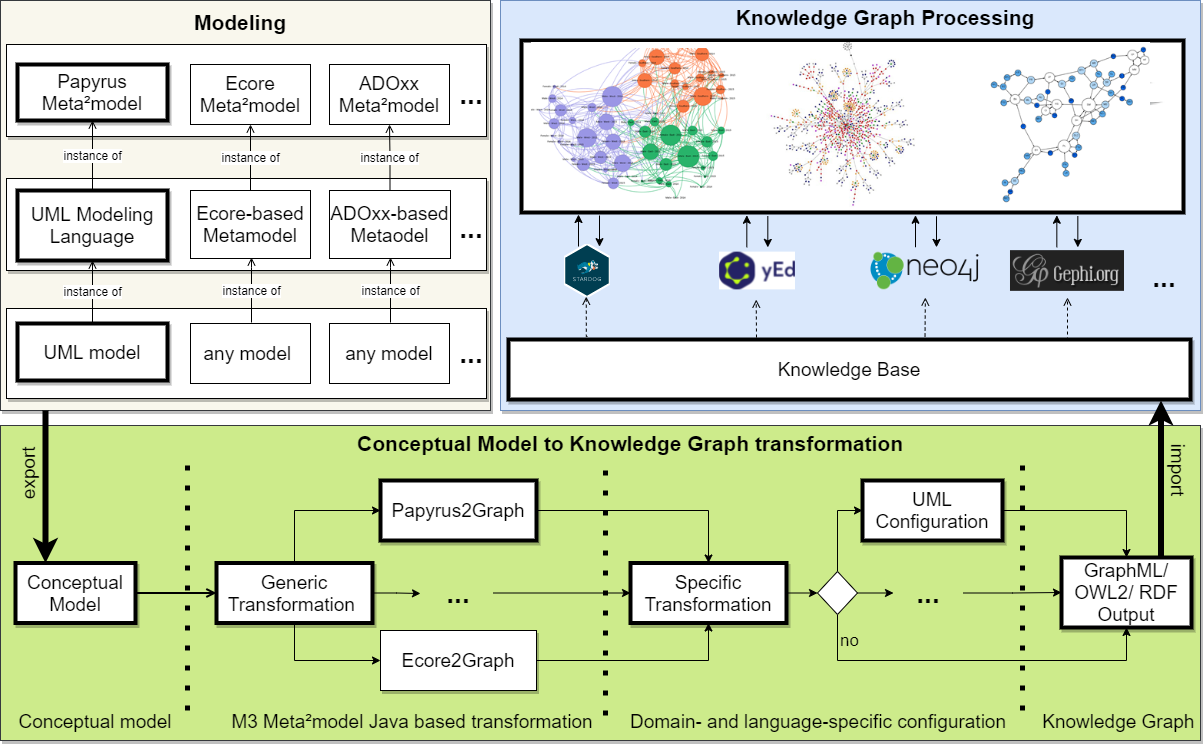 Modeling
Papyrus
Meta²model
Ecore
Meta²model
ADOxx
Meta²model
...
instance of
instance of
instance of
UML Modeling
Language
Ecore-based
Metamodel
ADOxx-based
Metaodel
...
instance of
instance of
instance of
UML model
any model
any model
...
Knowledge Graph Processing
STARDOG
yEd
neo4j
Gephi.org
...
Knowledge Base
Conceptual Model to Knowledge Graph transformation
export
import
Conceptual
Model
Generic
Transformation
Papyrus2Graph
...
Ecore2Graph
Specific
Transformation
UML
Configuration
...
no
GraphML/
OWL2/ RDF
Output
Conceptual model
M3 Meta²model Java based transformation
Domain- and language-specific configuration
Knowledge Graph